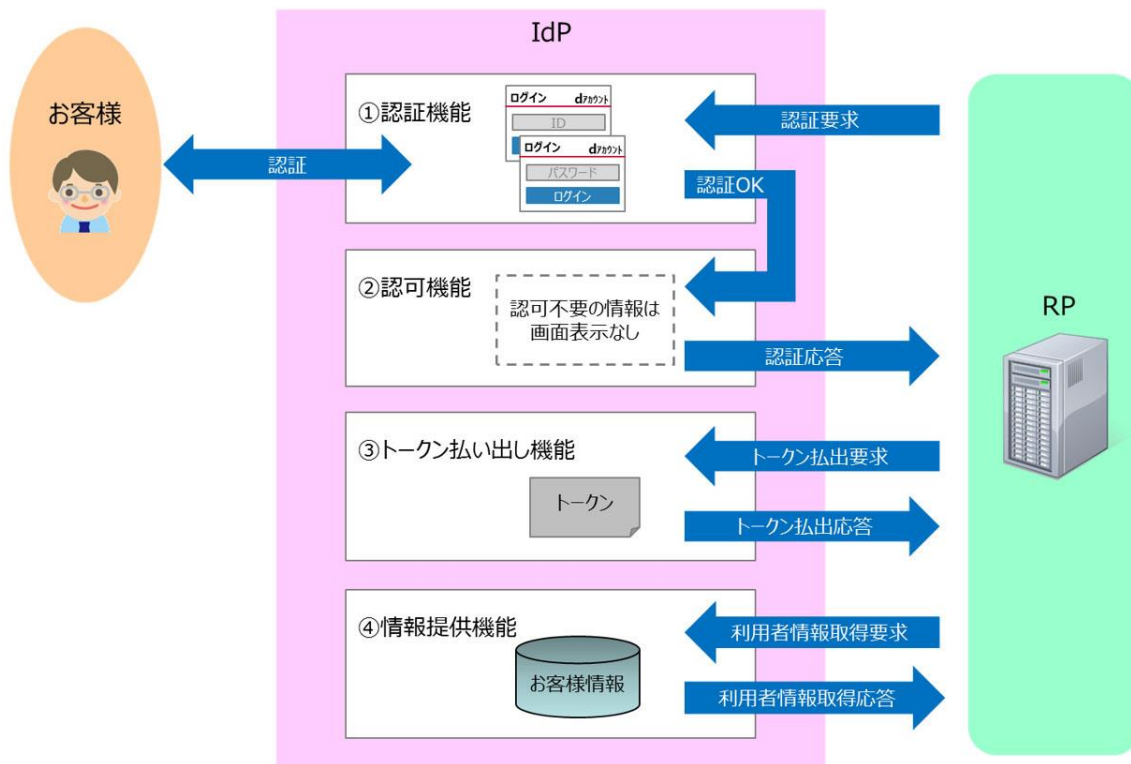 IdP
お客様
①認証機能
ログイン dアカウント
ID
ログイン dアカウント
パスワード
ログイン
認証要求
認証
認証OK
②認可機能
認可不要の情報は
画面表示なし
認証応答
RP
③トークン払い出し機能
トークン
トークン払出要求
トークン払出応答
④情報提供機能
お客様情報
利用者情報取得要求
利用者情報取得応答